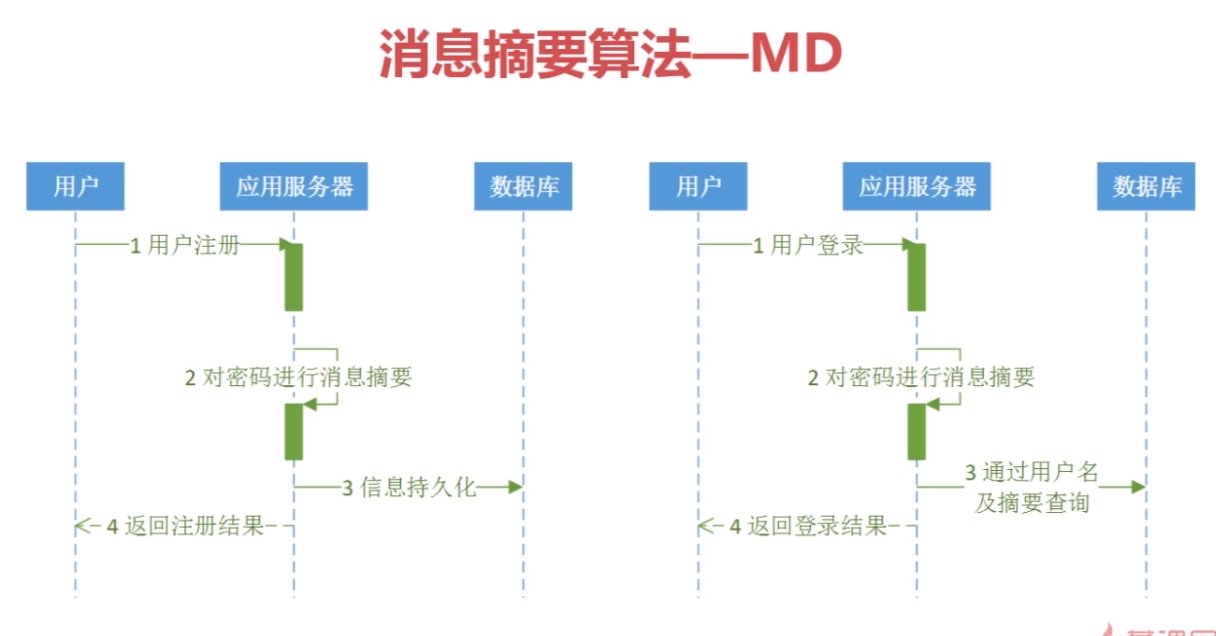 消息摘要算法—MD
用户
应用服务器
数据库
1 用户注册
2 对密码进行消息摘要
3 信息持久化
4 返回注册结果
用户
应用服务器
数据库
1 用户登录
2 对密码进行消息摘要
3 通过用户名
及摘要查询
4 返回登录结果